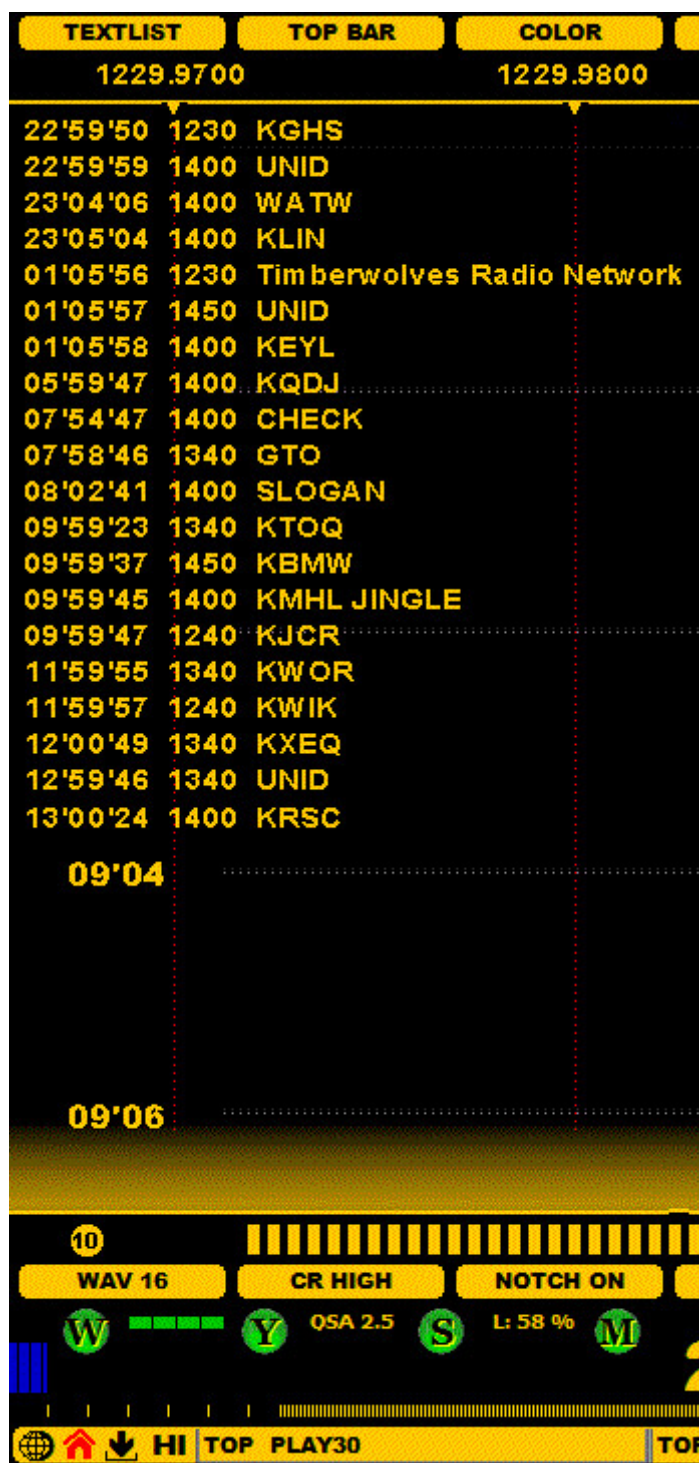 TEXTLIST TOP BAR COLOR
1229.9700 1229.9800
22'59'50 1230 KGHS
22'59'59 1400 UNID
23'04'06 1400 WATW
23'05'04 1400 KLIN
01'05'56 1230 Timberwolves Radio Network
01'05'57 1450 UNID
01'05'58 1400 KEYL
05'59'47 1400 KQDJ
07'54'47 1400 CHECK
07'58'46 1340 GTO
08'02'41 1400 SLOGAN
09'59'23 1340 KTOQ
09'59'37 1450 KBMW
09'59'45 1400 KMHL JINGLE
09'59'47 1240 KJCR
11'59'55 1340 KWOR
11'59'57 1240 KWIK
12'00'49 1340 KXEQ
12'59'46 1340 UNID
13'00'24 1400 KRSC
09'04
09'06
10
WAV 16 CR HIGH NOTCH ON
W Y QSA 2.5 S L: 58 % M
HI TOP PLAY30